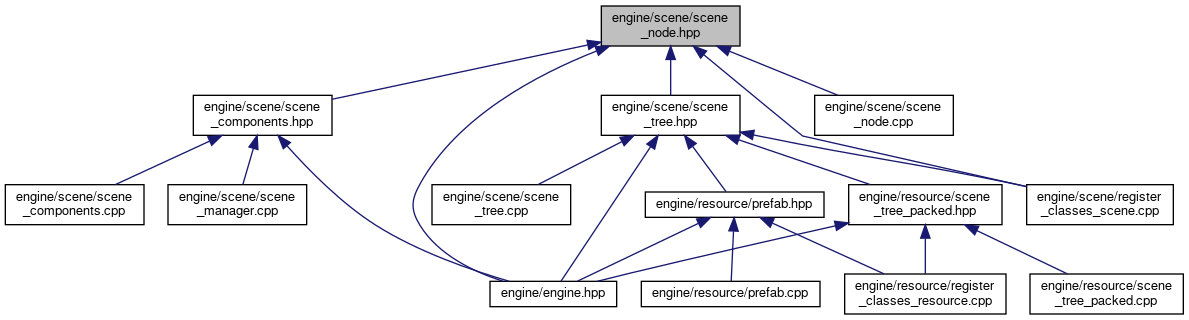 engine/scene/scene
_node.hpp
engine/scene/scene
_components.hpp
engine/scene/scene
_tree.hpp
engine/scene/scene
_node.cpp
engine/scene/scene
_components.cpp
engine/scene/scene
_manager.cpp
engine/scene/scene
_tree.cpp
engine/resource/prefab.hpp
engine/resource/scene
_tree_packed.hpp
engine/scene/register
_classes_scene.cpp
engine/engine.hpp
engine/resource/prefab.cpp
engine/resource/register
_classes_resource.cpp
engine/resource/scene
_tree_packed.cpp